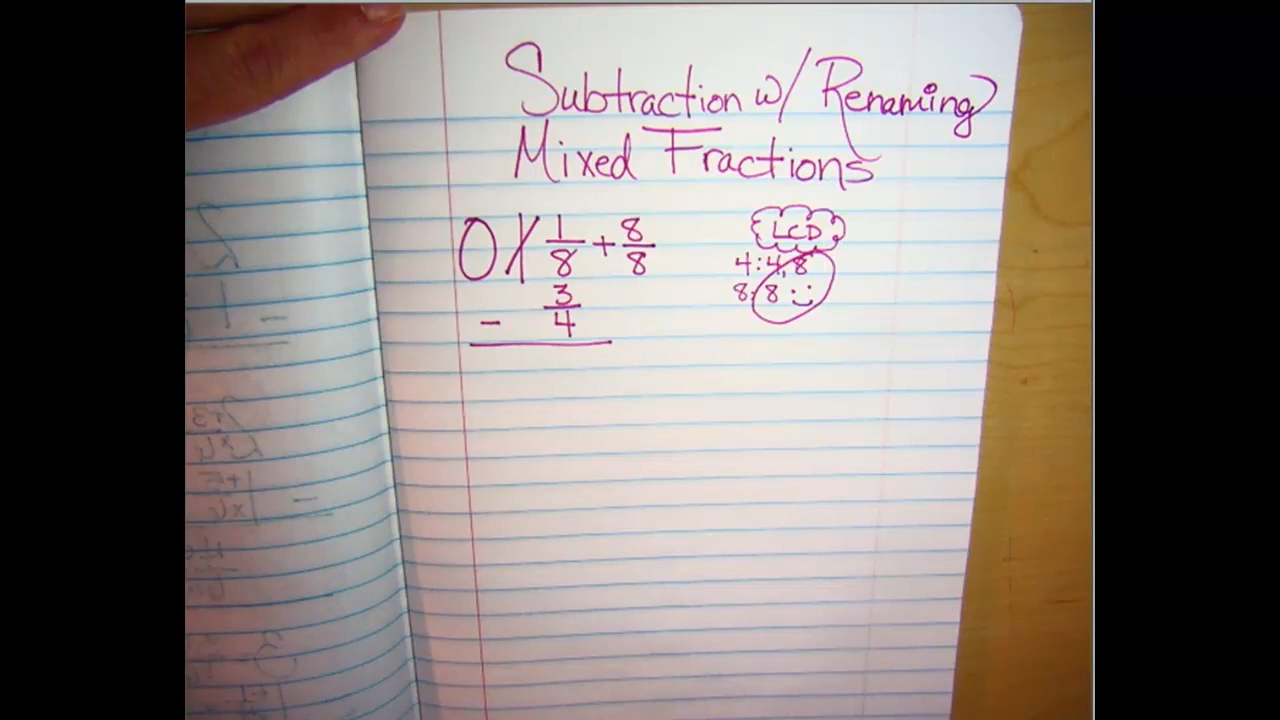 Subtraction w/ Renaming
Mixed Fractions
0 1 1/8 + 8/8
- 3/4
LCD
4: 4, 8
8: 8